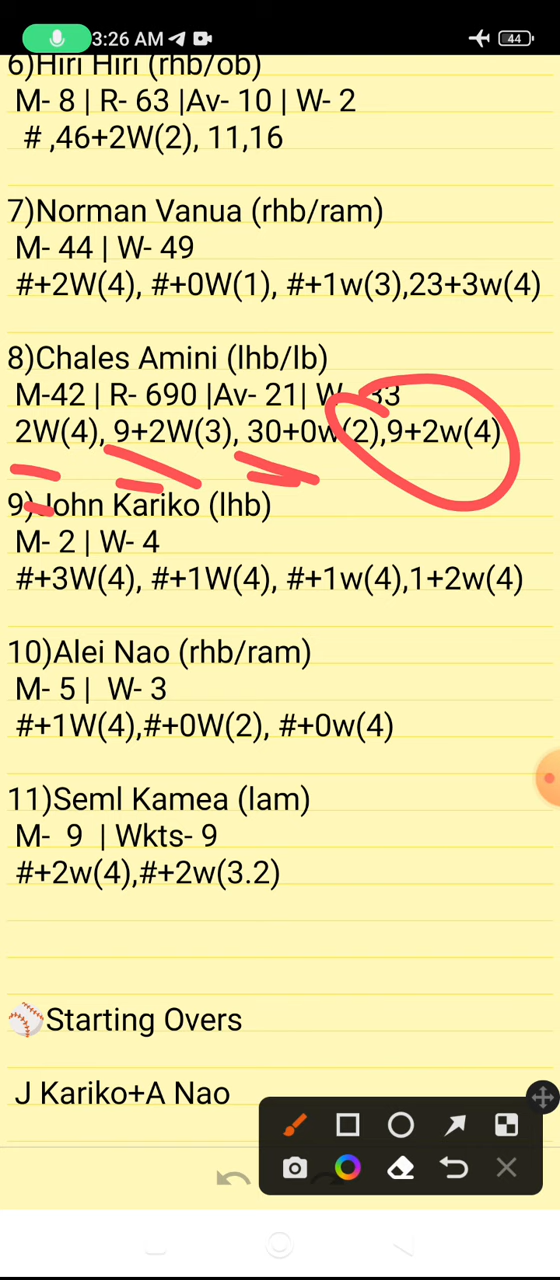 3:26 AM
44
6)Hiri Hiri (rhb/ob)
M- 8 | R- 63 |Av- 10 | W- 2
# ,46+2W(2), 11,16
7)Norman Vanua (rhb/ram)
M- 44 | W- 49
#+2W(4), #+0W(1), #+1w(3),23+3w(4)
8)Chales Amini (lhb/lb)
M-42 | R- 690 |Av- 21| W- 33
2W(4), 9+2W(3), 30+0w(2),9+2w(4)
9)John Kariko (lhb)
M- 2 | W- 4
#+3W(4), #+1W(4), #+1w(4),1+2w(4)
10)Alei Nao (rhb/ram)
M- 5 |  W- 3
#+1W(4),#+0W(2), #+0w(4)
11)Seml Kamea (lam)
M-  9  | Wkts- 9
#+2w(4),#+2w(3.2)
Starting Overs
J Kariko+A Nao